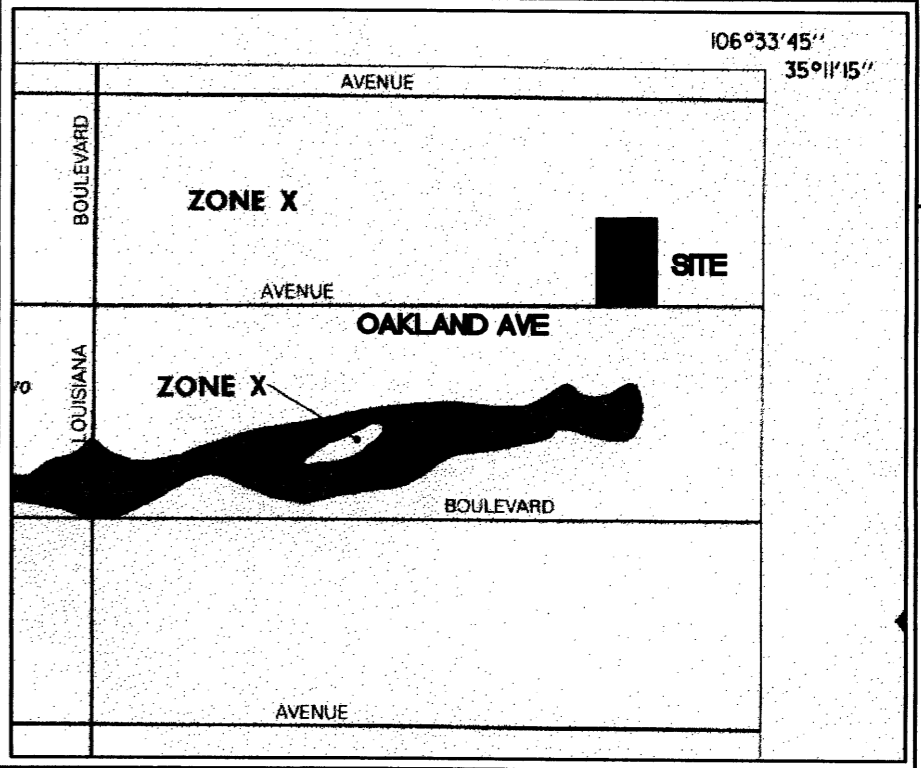 106°33'45''
35°11'15''
AVENUE
BOULEVARD
ZONE X
SITE
AVENUE
OAKLAND AVE
LOUISIANA
ZONE X
BOULEVARD
AVENUE